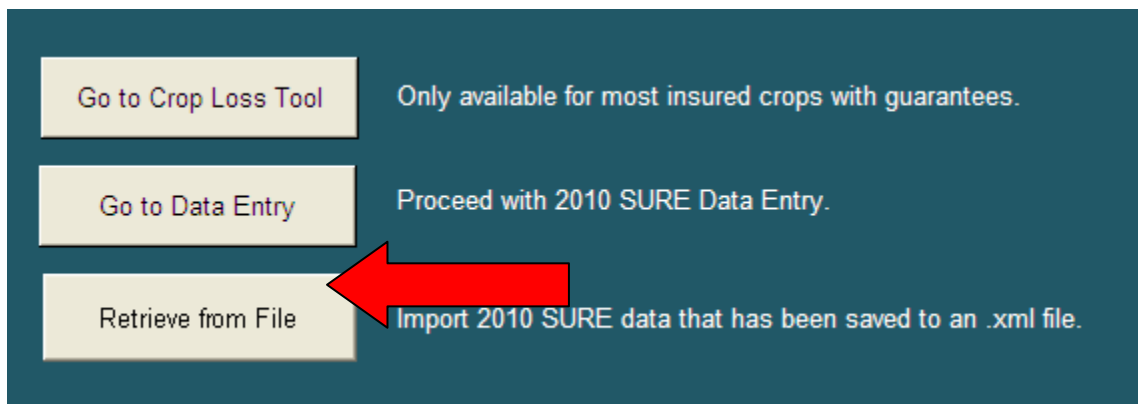 Go to Crop Loss Tool
Only available for most insured crops with guarantees.
Go to Data Entry
Proceed with 2010 SURE Data Entry.
Retrieve from File
Import 2010 SURE data that has been saved to an .xml file.